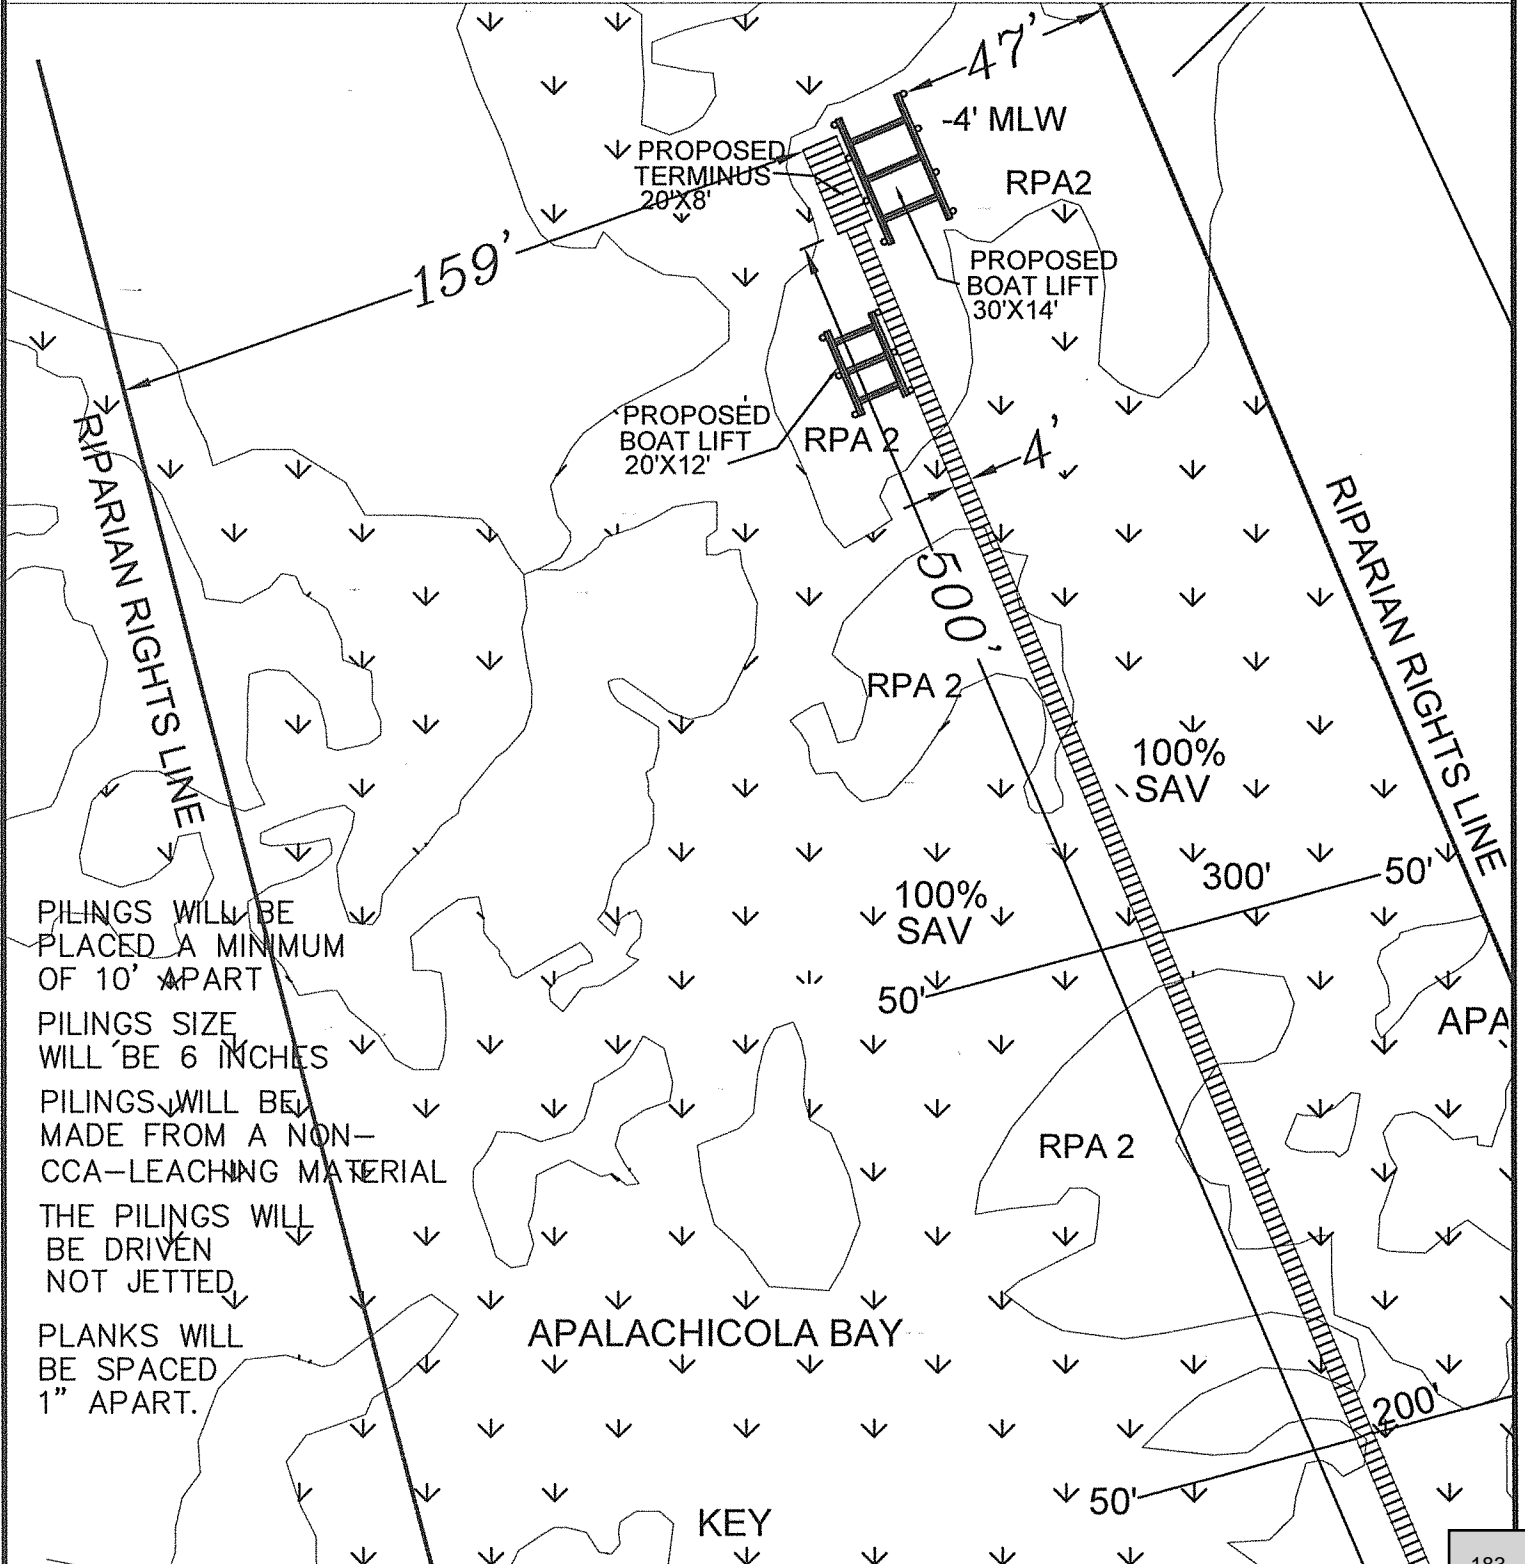 47'
-4' MLW
PROPOSED
TERMINUS
20'X8'
RPA2
159'
PROPOSED
BOAT LIFT
30'X14'
PROPOSED
BOAT LIFT
20'X12'
RPA 2
4'
RIPARIAN RIGHTS LINE
RIPARIAN RIGHTS LINE
500'
RPA 2
100%
SAV
300'
50'
100%
SAV
50'
PILINGS WILL BE
PLACED A MINIMUM
OF 10' APART
APA
PILINGS SIZE
WILL BE 6 INCHES
PILINGS WILL BE
MADE FROM A NON-
CCA-LEACHING MATERIAL
RPA 2
THE PILINGS WILL
BE DRIVEN
NOT JETTED
APALACHICOLA BAY
PLANKS WILL
BE SPACED
1" APART.
200'
50'
KEY
183